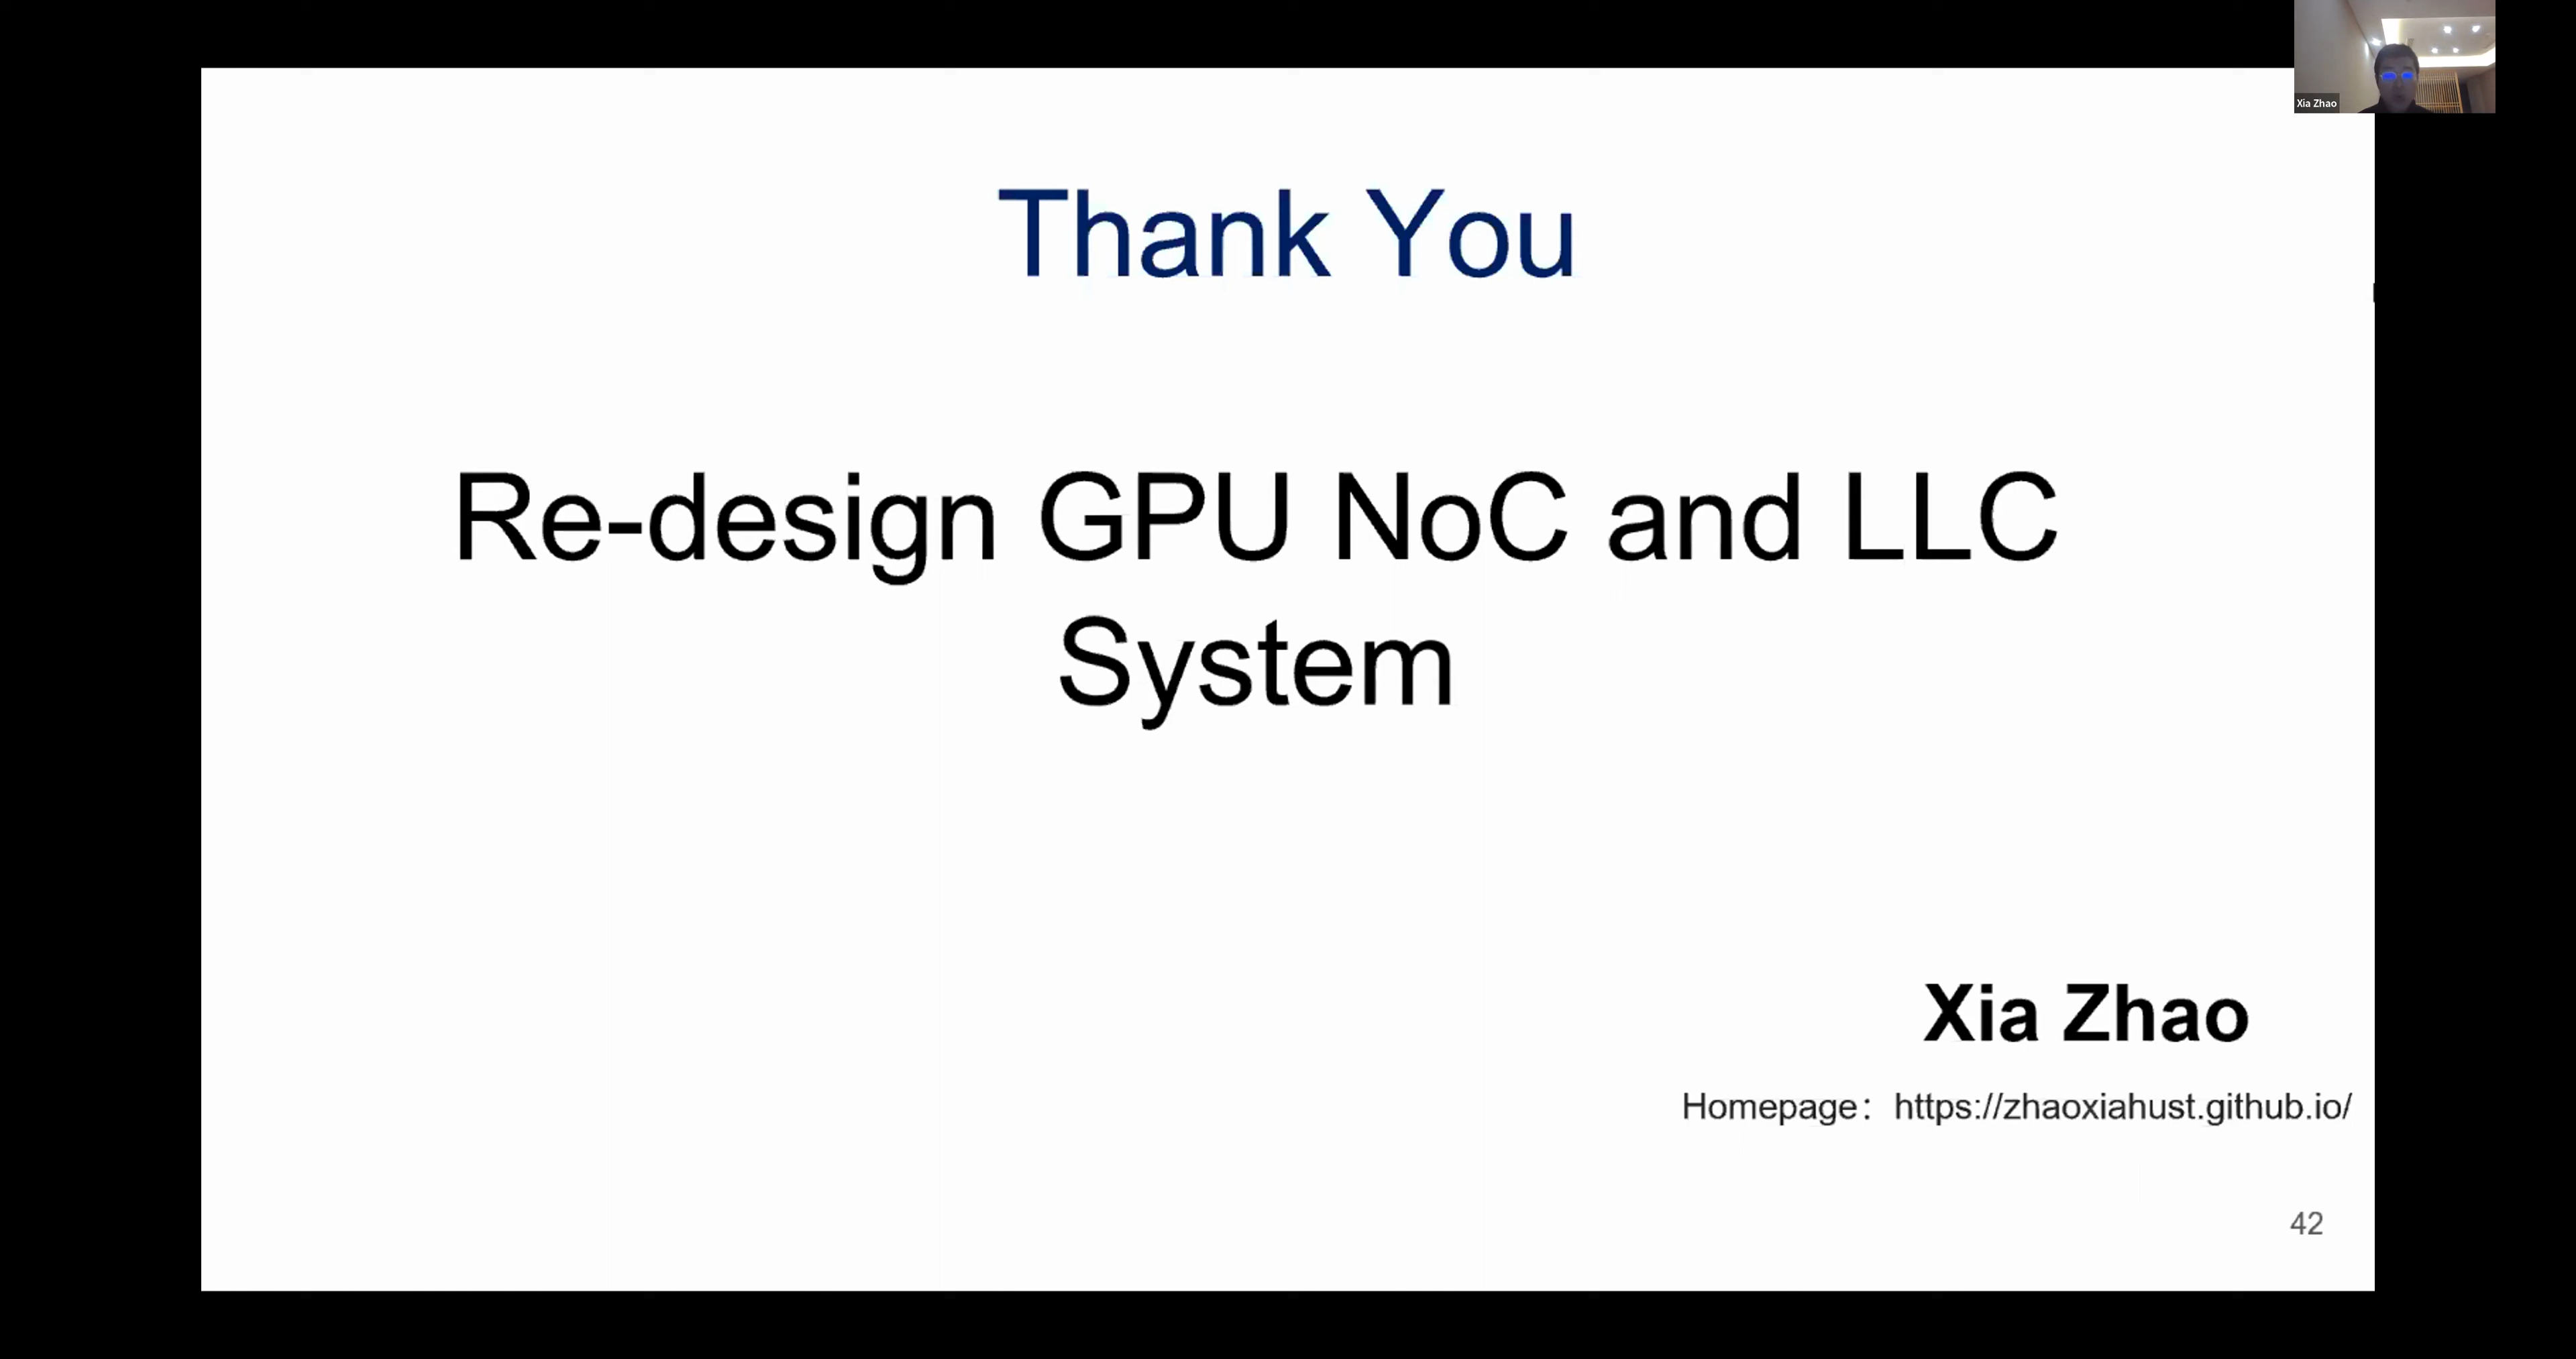 Xia Zhao
Thank You
Re-design GPU NoC and LLC
System
Xia Zhao
Homepage：https://zhaoxiahust.github.io/
42